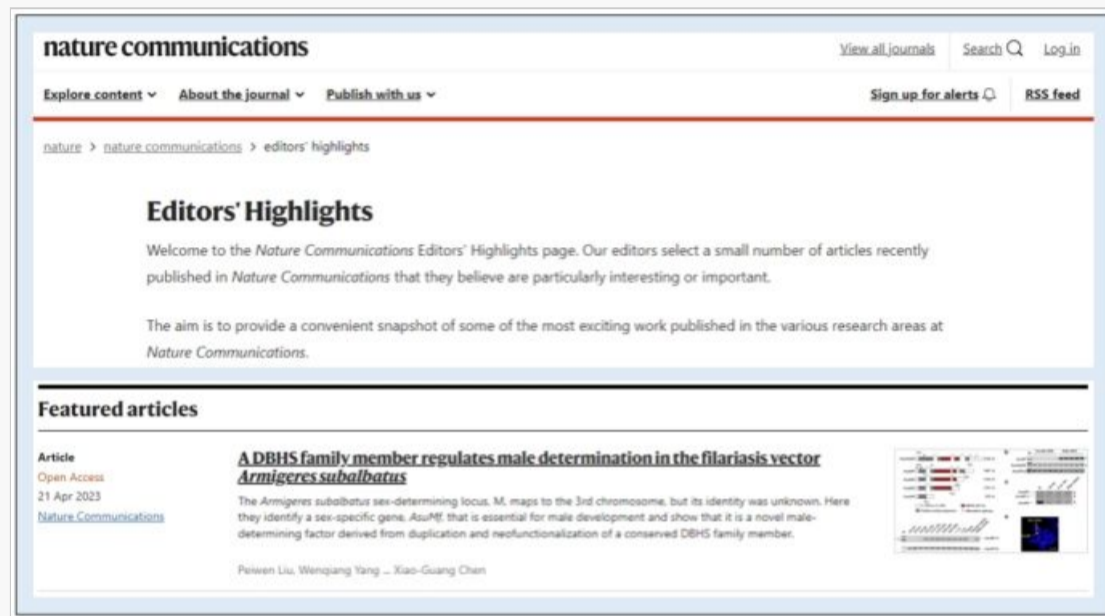 nature communications
View all journals Search Log in
Explore content About the journal Publish with us Sign up for alerts RSS feed
nature > nature communications > editors' highlights
Editors' Highlights
Welcome to the Nature Communications Editors' Highlights page. Our editors select a small number of articles recently
published in Nature Communications that they believe are particularly interesting or important.
The aim is to provide a convenient snapshot of some of the most exciting work published in the various research areas at
Nature Communications.
Featured articles
Article
Open Access
21 Apr 2023
Nature Communications
A DBHS family member regulates male determination in the filariasis vector
Armigeres subalbatus
The Armigeres subalbatus sex-determining locus, M, maps to the 3rd chromosome, but its identity was unknown. Here
they identify a sex-specific gene, AsuMf, that is essential for male development and show that it is a novel male-
determining factor derived from duplication and neofunctionalization of a conserved DBHS family member.
Peiwen Liu, Wenqiang Yang ... Xiao-Guang Chen